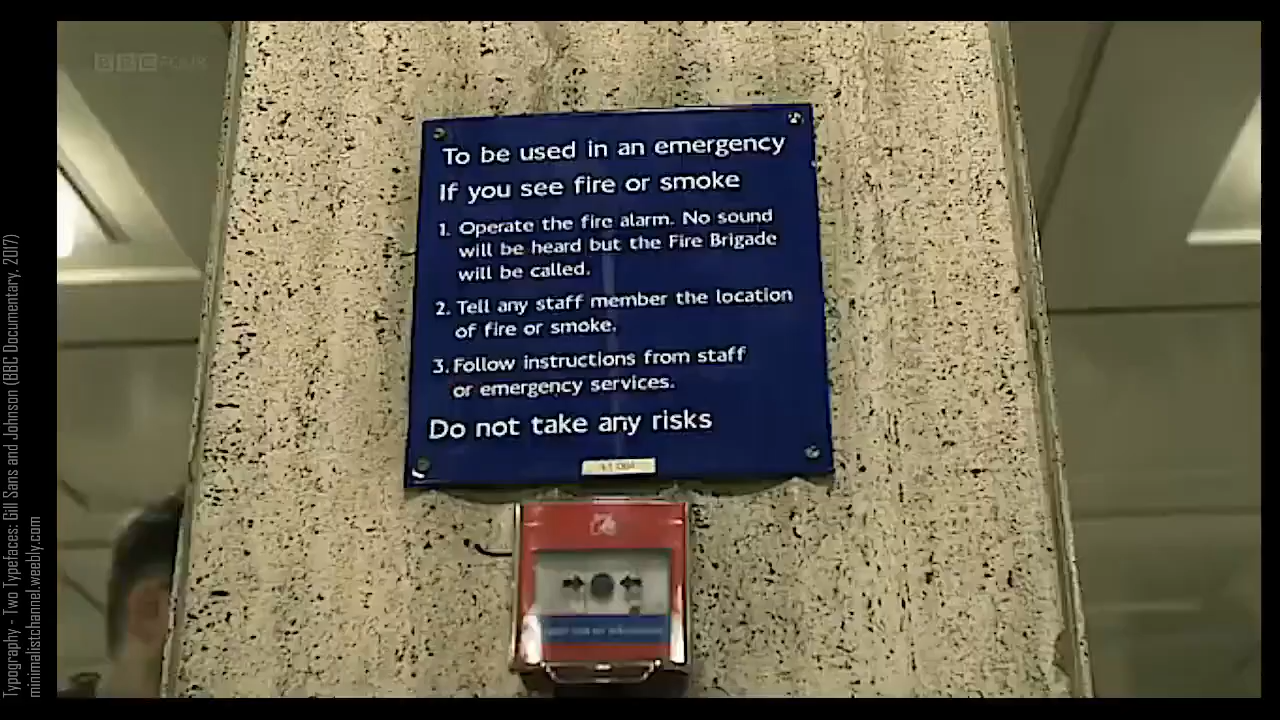 BBC FOUR
To be used in an emergency
If you see fire or smoke
1. Operate the fire alarm. No sound
will be heard but the Fire Brigade
will be called.
2. Tell any staff member the location
of fire or smoke.
3. Follow instructions from staff
or emergency services.
Do not take any risks
Typography - Two Typefaces: Gill Sans and Johnson (BBC Documentary, 2017)
minimalistchannel.weebly.com